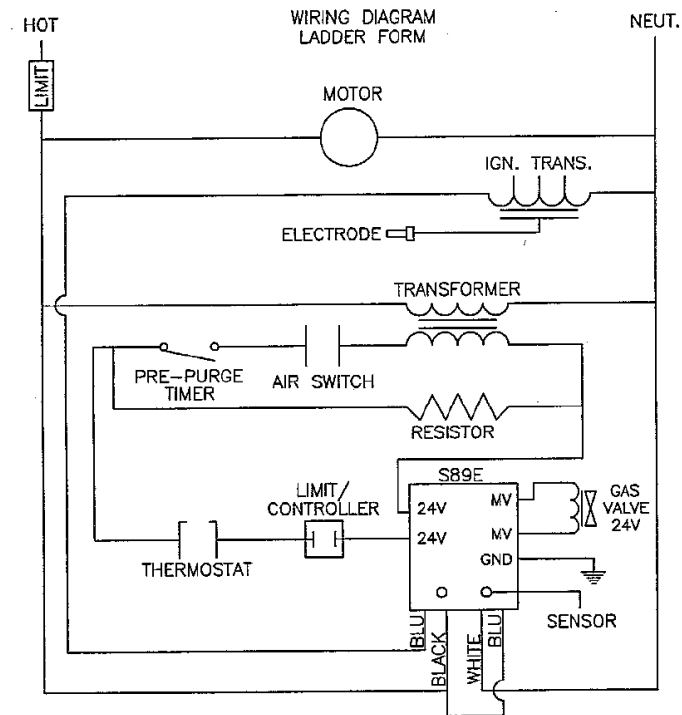 WIRING DIAGRAM
LADDER FORM
HOT
NEUT.
LIMIT
MOTOR
IGN. TRANS.
ELECTRODE
TRANSFORMER
PRE-PURGE
TIMER
AIR SWITCH
RESISTOR
S89E
LIMIT/
CONTROLLER
24V
MV
GAS
VALVE
24V
24V
MV
THERMOSTAT
GND
SENSOR
BLU
BLACK
WHITE
BLU